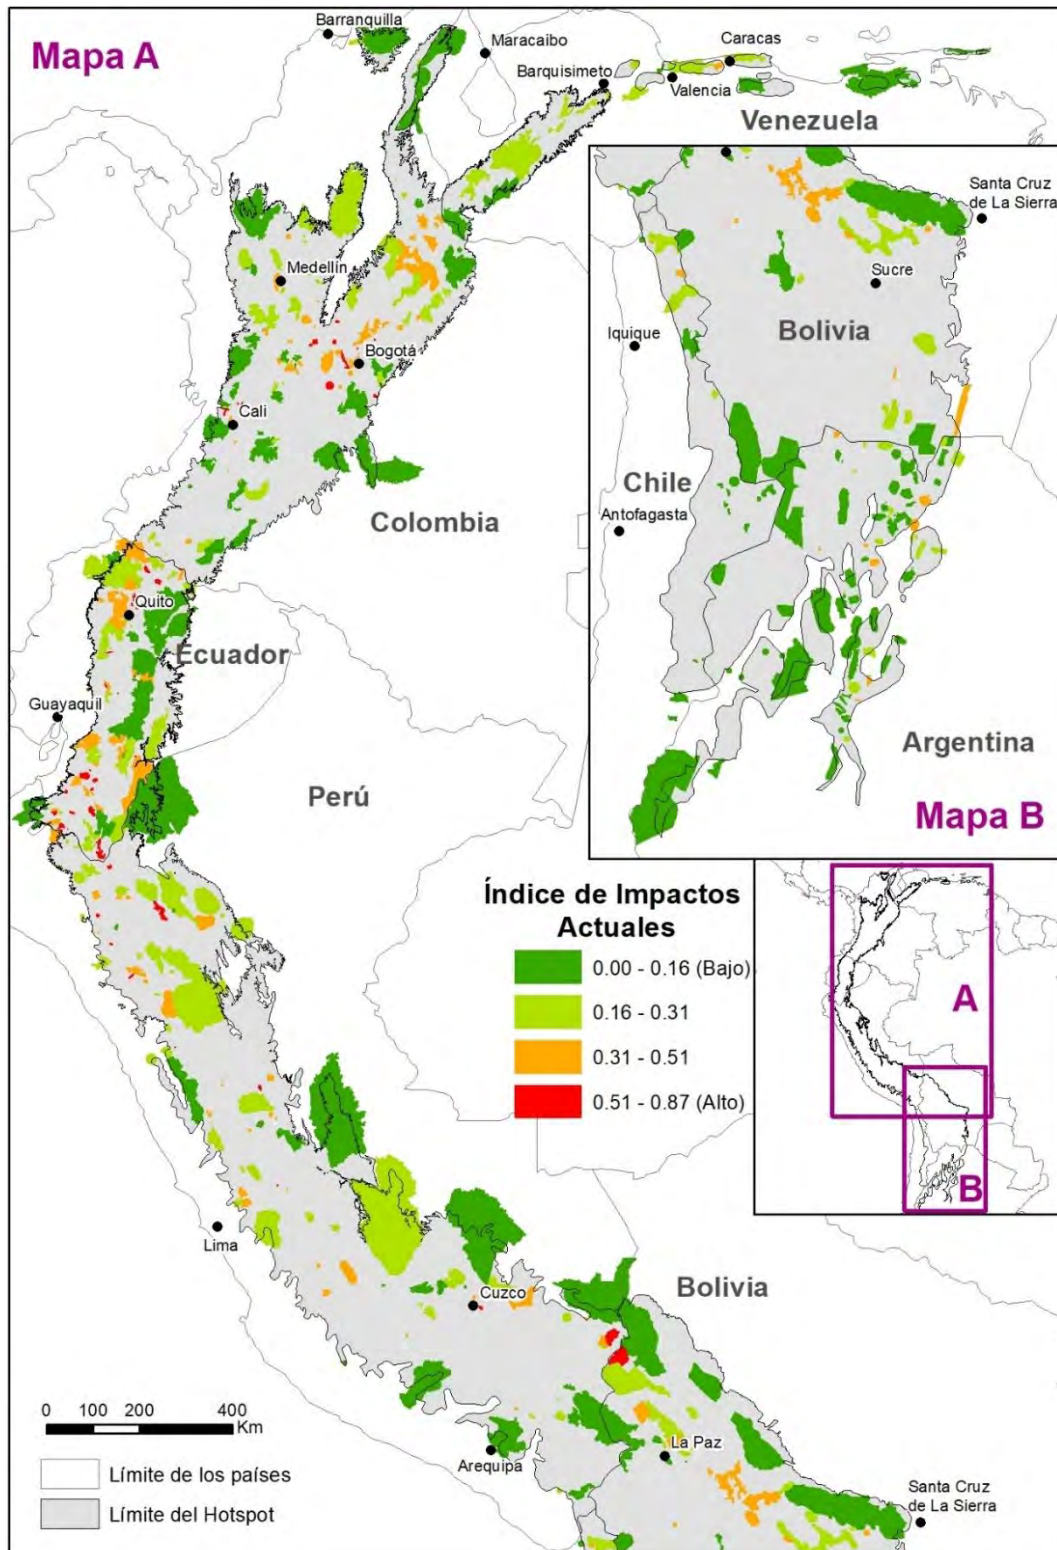 Mapa A
Barranquilla
Maracaibo
Caracas
Barquisimeto
Valencia
Venezuela
Medellín
Bogotá
Cali
Colombia
Quito
Ecuador
Guayaquil
Perú
Lima
Cuzco
Bolivia
Arequipa
La Paz
Santa Cruz
de La Sierra
Santa Cruz
de La Sierra
Sucre
Bolivia
Iquique
Chile
Antofagasta
Argentina
Mapa B
Índice de Impactos
Actuales
0.00 - 0.16 (Bajo)
0.16 - 0.31
0.31 - 0.51
0.51 - 0.87 (Alto)
A
B
0 100 200 400
Km
Límite de los países
Límite del Hotspot